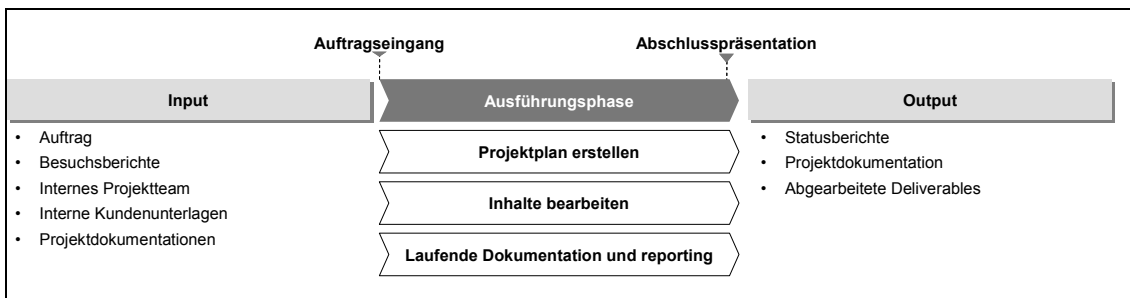 Auftragseingang
Abschlusspräsentation
Input
Ausführungsphase
Output
• Auftrag
• Besuchsberichte
• Internes Projektteam
• Interne Kundenunterlagen
• Projektdokumentationen
Projektplan erstellen
Inhalte bearbeiten
Laufende Dokumentation und reporting
• Statusberichte
• Projektdokumentation
• Abgearbeitete Deliverables